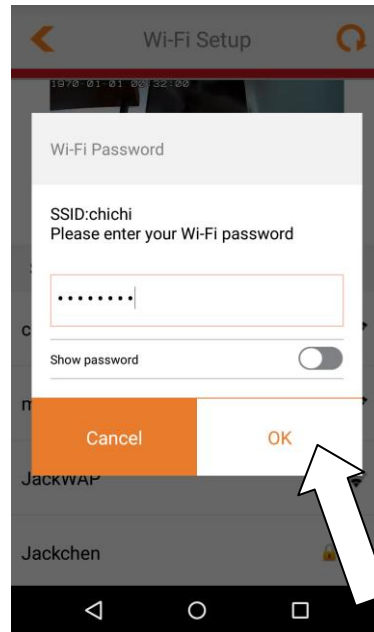 Wi-Fi Setup
1970-01-01 00:32:00
Wi-Fi Password
SSID:chichi
Please enter your Wi-Fi password
••••••••
Show password
Cancel
OK
JackWAP
Jackchen